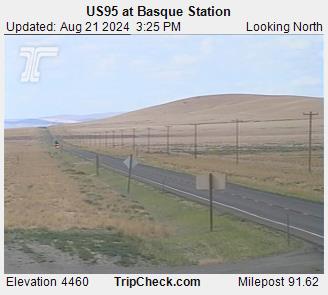 US95 at Basque Station
Updated: Aug 21 2024 3:25 PM Looking North
Elevation 4460 TripCheck.com Milepost 91.62